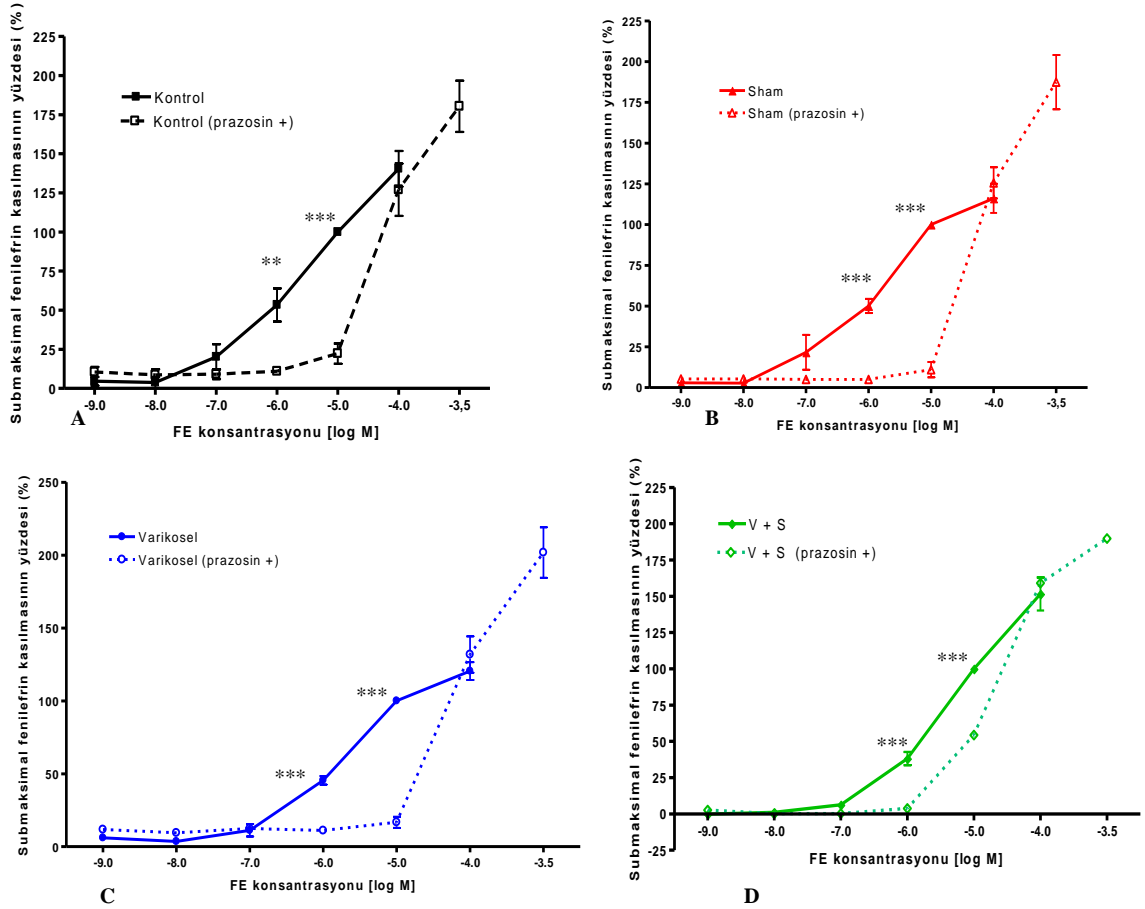 Submaksimal fenilefrin kasılmasının yüzdesi (%)
225
200
175
150
125
100
75
50
25
0
Kontrol
Kontrol (prazosin +)
**
***
-9.0 -8.0 -7.0 -6.0 -5.0 -4.0 -3.5
A
FE konsantrasyonu [log M]
Submaksimal fenilefrin kasılmasının yüzdesi (%)
225
200
175
150
125
100
75
50
25
0
Sham
Sham (prazosin +)
***
***
-9.0 -8.0 -7.0 -6.0 -5.0 -4.0 -3,5
B
FE konsantrasyonu [log M]
Submaksimal fenilefrin kasılmasının yüzdesi (%)
250
200
150
100
50
0
Varikosel
Varikosel (prazosin +)
***
***
-9.0 -8.0 -7.0 -6.0 -5.0 -4.0 -3.5
FE konsantrasyonu [log M]
C
Submaksimal fenilefrin kasılmasının yüzdesi (%)
225
200
175
150
125
100
75
50
25
0
-25
V + S
V + S (prazosin +)
***
***
-9.0 -8.0 -7.0 -6.0 -5.0 -4.0 -3.5
FE konsantrasyonu [log M]
D